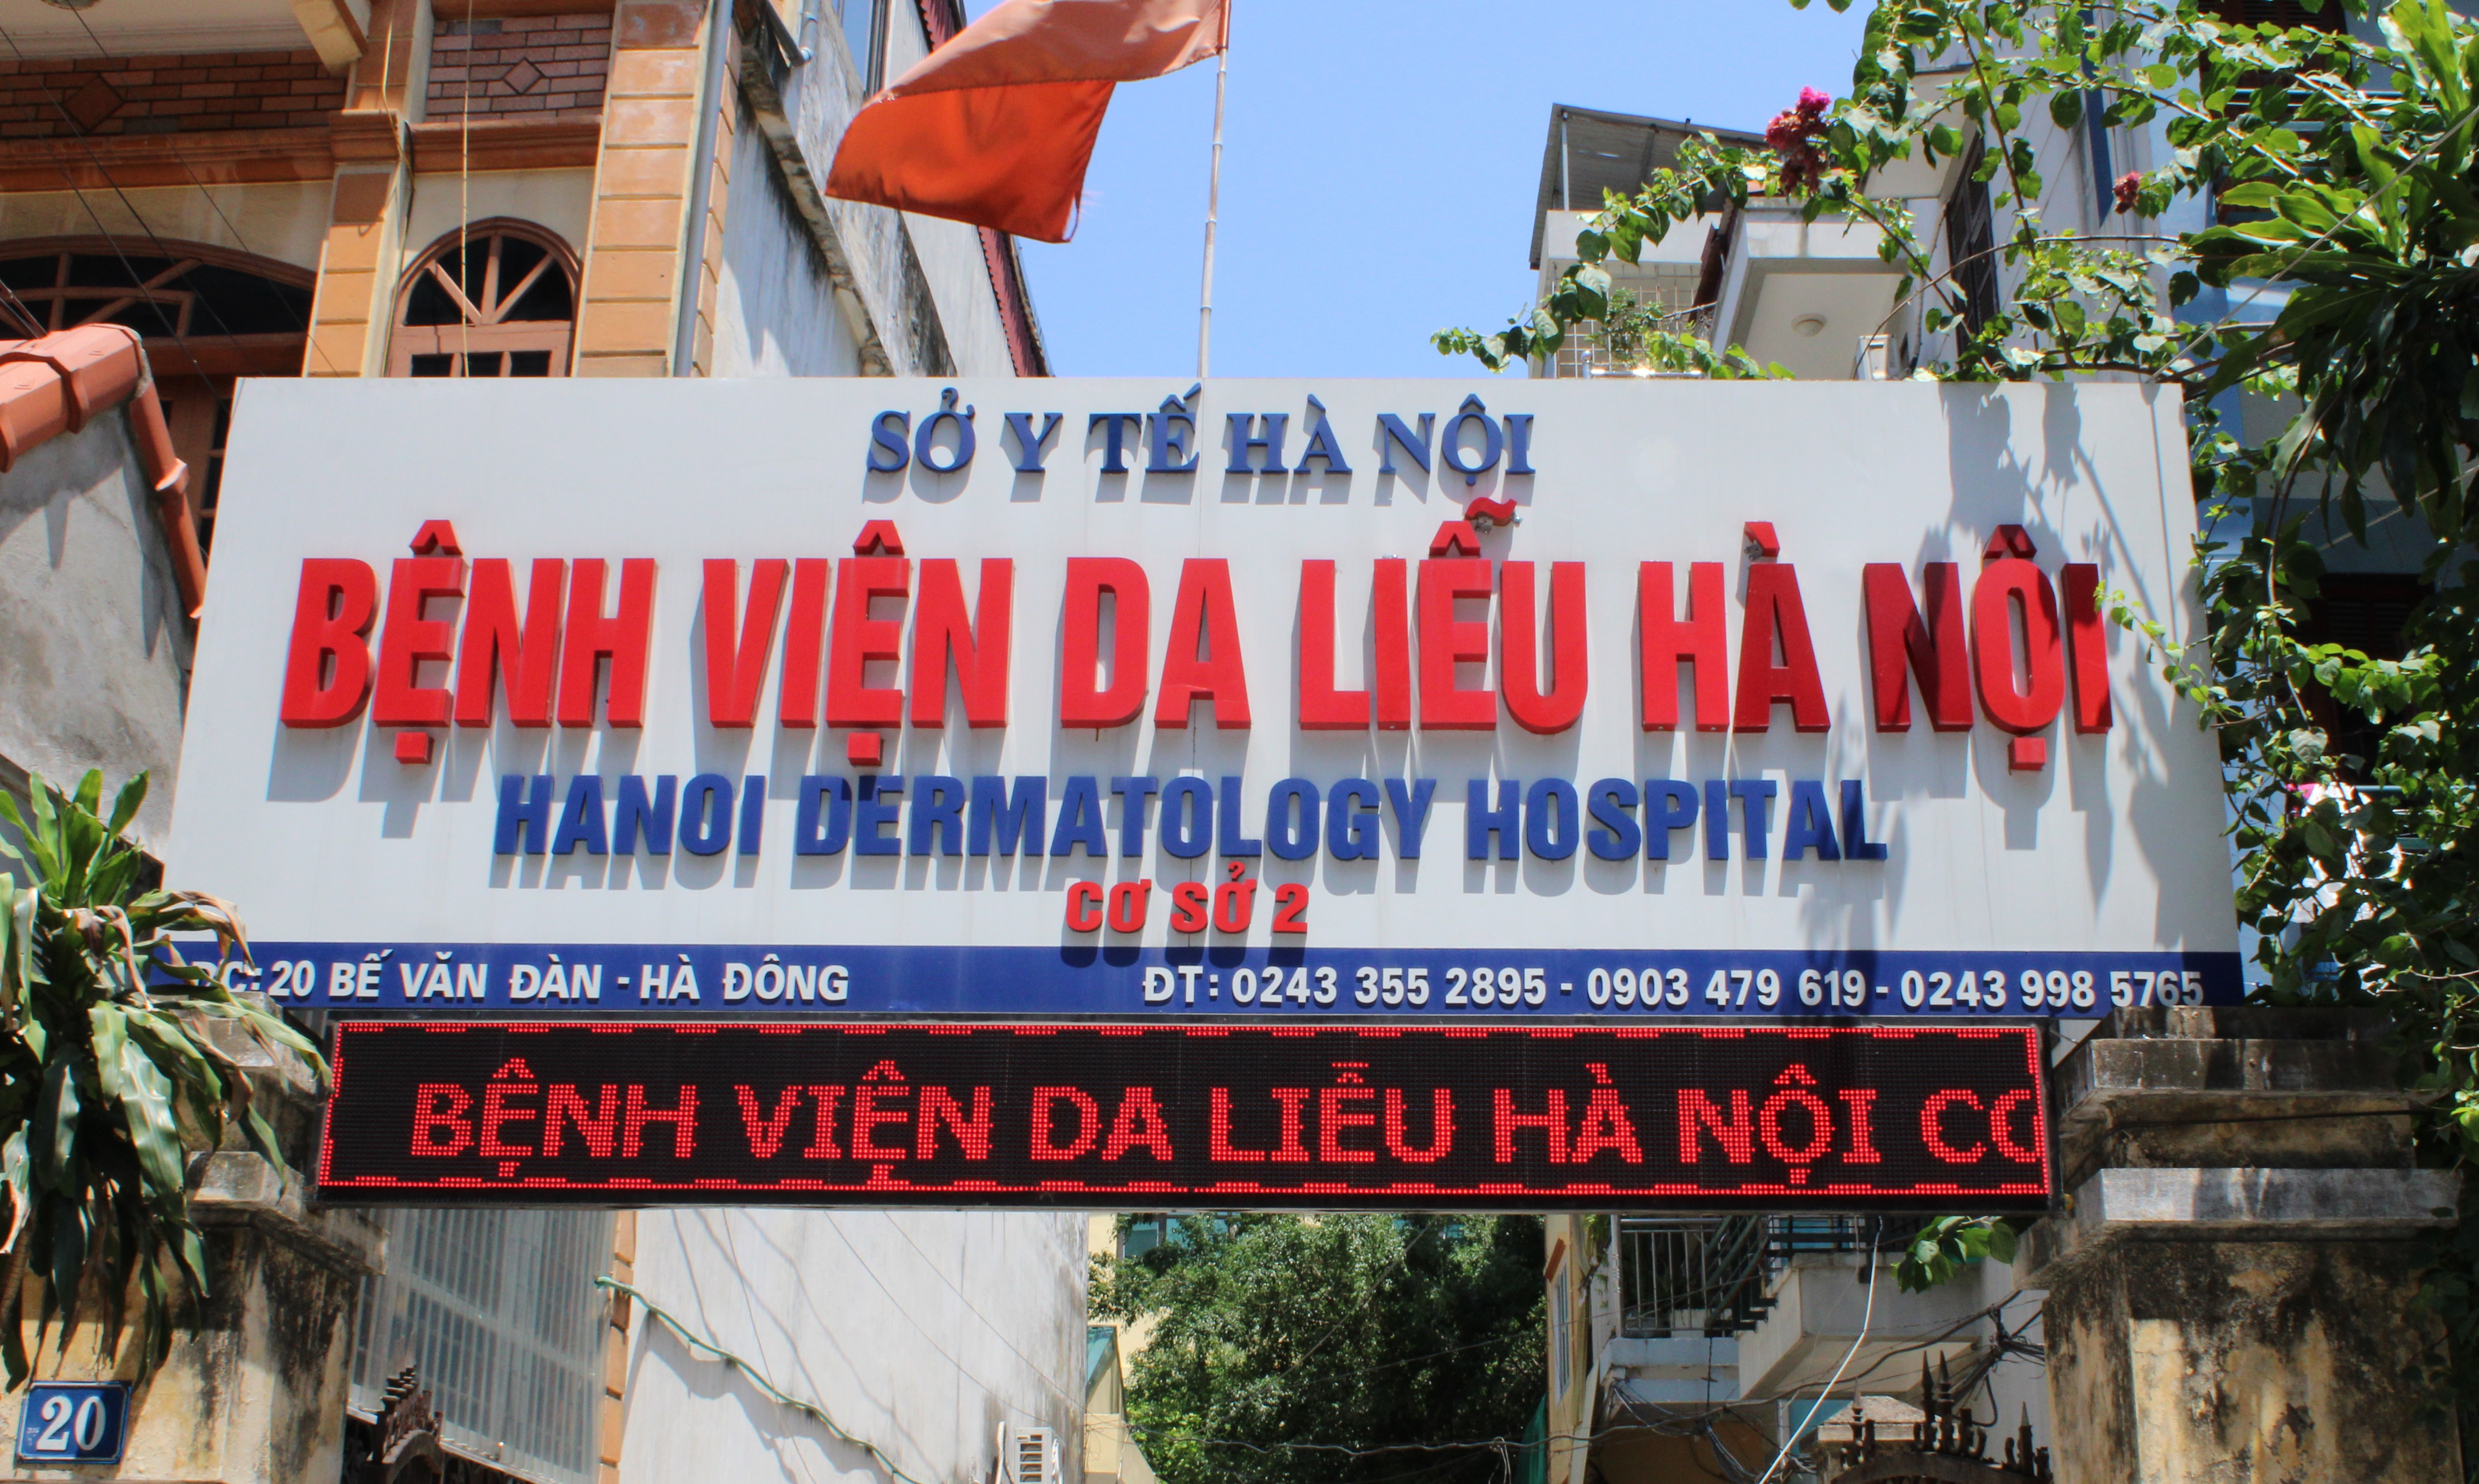 SỞ Y TẾ HÀ NỘI
BỆNH VIỆN DA LIỄU HÀ NỘI
HANOI DERMATOLOGY HOSPITAL
CƠ SỞ 2
ĐC: 20 BẾ VĂN ĐÀN - HÀ ĐÔNG ĐT: 0243 355 2895 - 0903 479 619 - 0243 998 5765
BỆNH VIỆN DA LIỄU HÀ NỘI CƠ
20